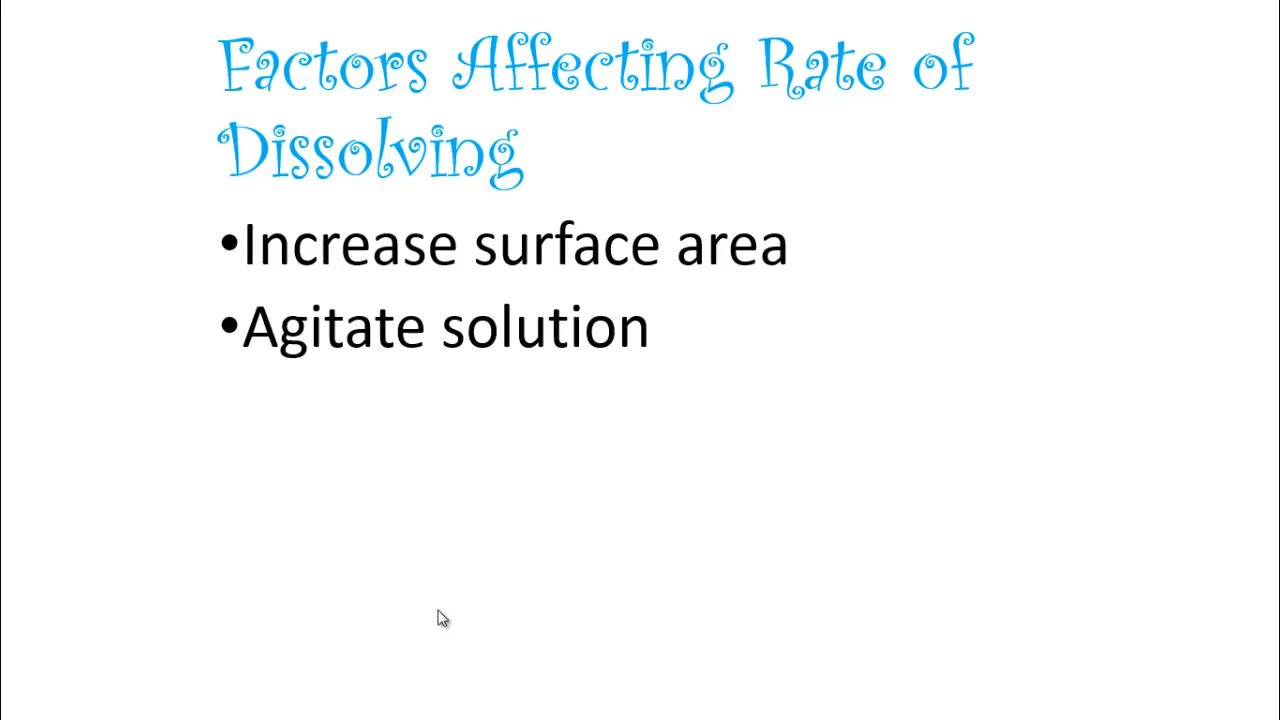 Factors Affecting Rate of
Dissolving
•Increase surface area
•Agitate solution